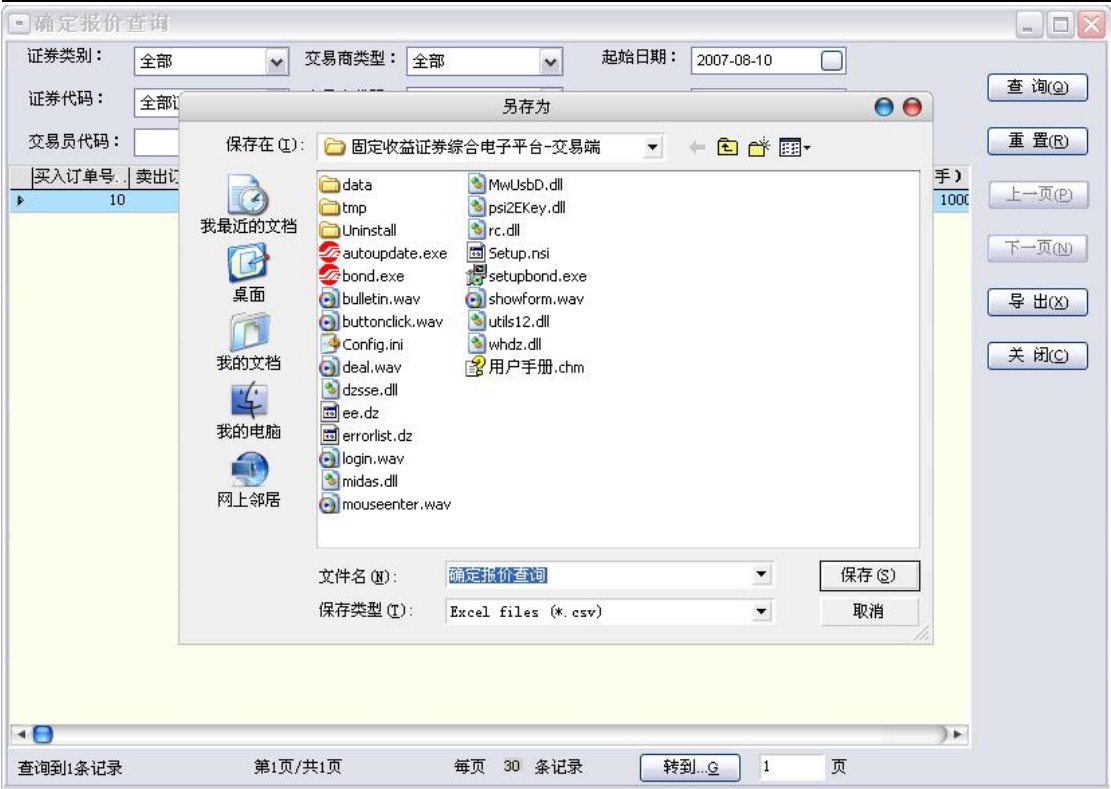 确定报价查询
证券类别： 全部 交易商类型： 全部 起始日期： 2007-08-10 查 询(Q)
证券代码：
另存为
交易员代码： 重 置(R)
保存在(I): 固定收益证券综合电子平台-交易端
买入订单号.. 卖出订 手） 上一页(P)
10 1000
下一页(N)
导 出(X)
关 闭(C)
我最近的文档
桌面
我的文档
我的电脑
网上邻居
data
tmp
Uninstall
autoupdate.exe
bond.exe
bulletin.wav
buttonclick.wav
Config.ini
deal.wav
dzsse.dll
ee.dz
errorlist.dz
login.wav
midas.dll
mouseenter.wav
MwUsbD.dll
psi2EKey.dll
rc.dll
Setup.nsi
setupbond.exe
showform.wav
utils12.dll
whdz.dll
用户手册.chm
文件名(N): 确定报价查询 保存(S)
保存类型(T): Excel files (*.csv) 取消
查询到1条记录 第1页/共1页 每页 30 条记录 转到...G 1 页